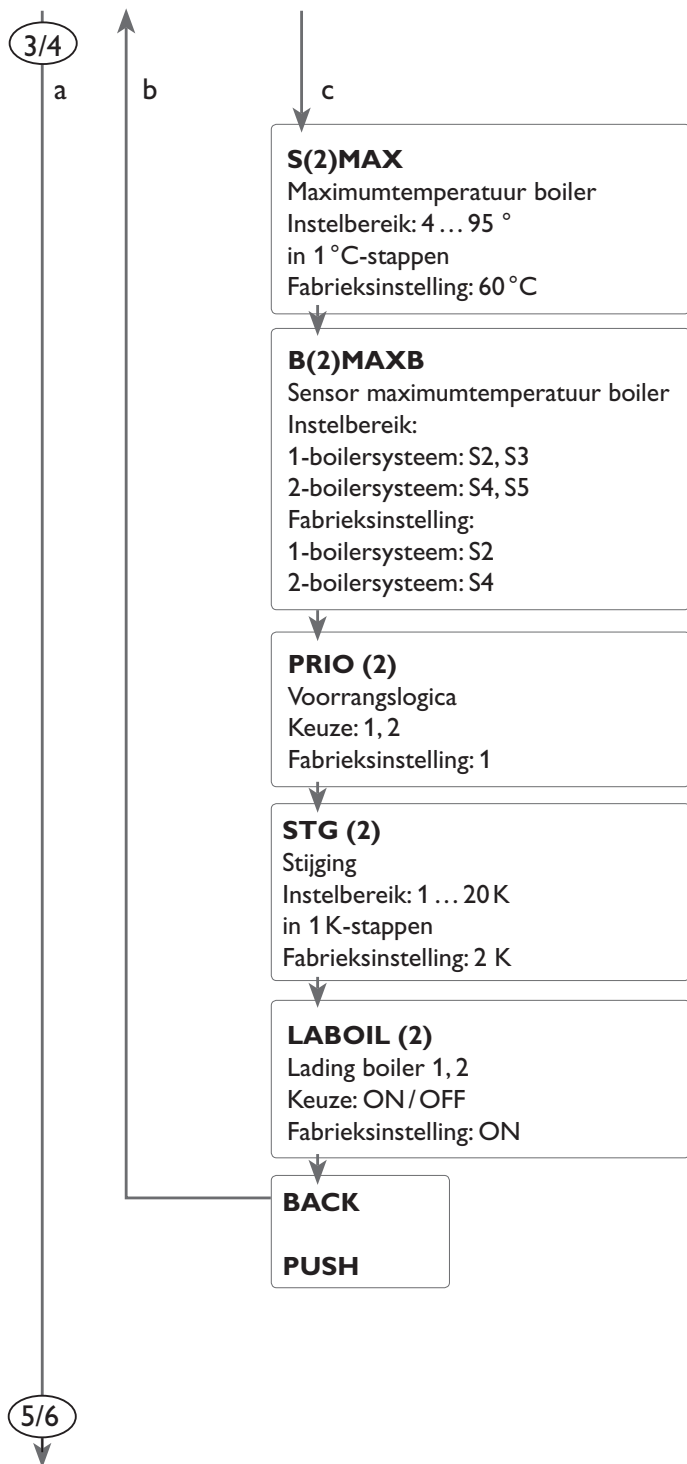 3/4
a
b
c
S(2)MAX
Maximumtemperatuur boiler
Instelbereik: 4 … 95 °
in 1 °C-stappen
Fabrieksinstelling: 60 °C
B(2)MAXB
Sensor maximumtemperatuur boiler
Instelbereik:
1-boilersysteem: S2, S3
2-boilersysteem: S4, S5
Fabrieksinstelling:
1-boilersysteem: S2
2-boilersysteem: S4
PRIO (2)
Voorrangslogica
Keuze: 1, 2
Fabrieksinstelling: 1
STG (2)
Stijging
Instelbereik: 1 … 20 K
in 1 K-stappen
Fabrieksinstelling: 2 K
LABOIL (2)
Lading boiler 1, 2
Keuze: ON / OFF
Fabrieksinstelling: ON
BACK
PUSH
5/6